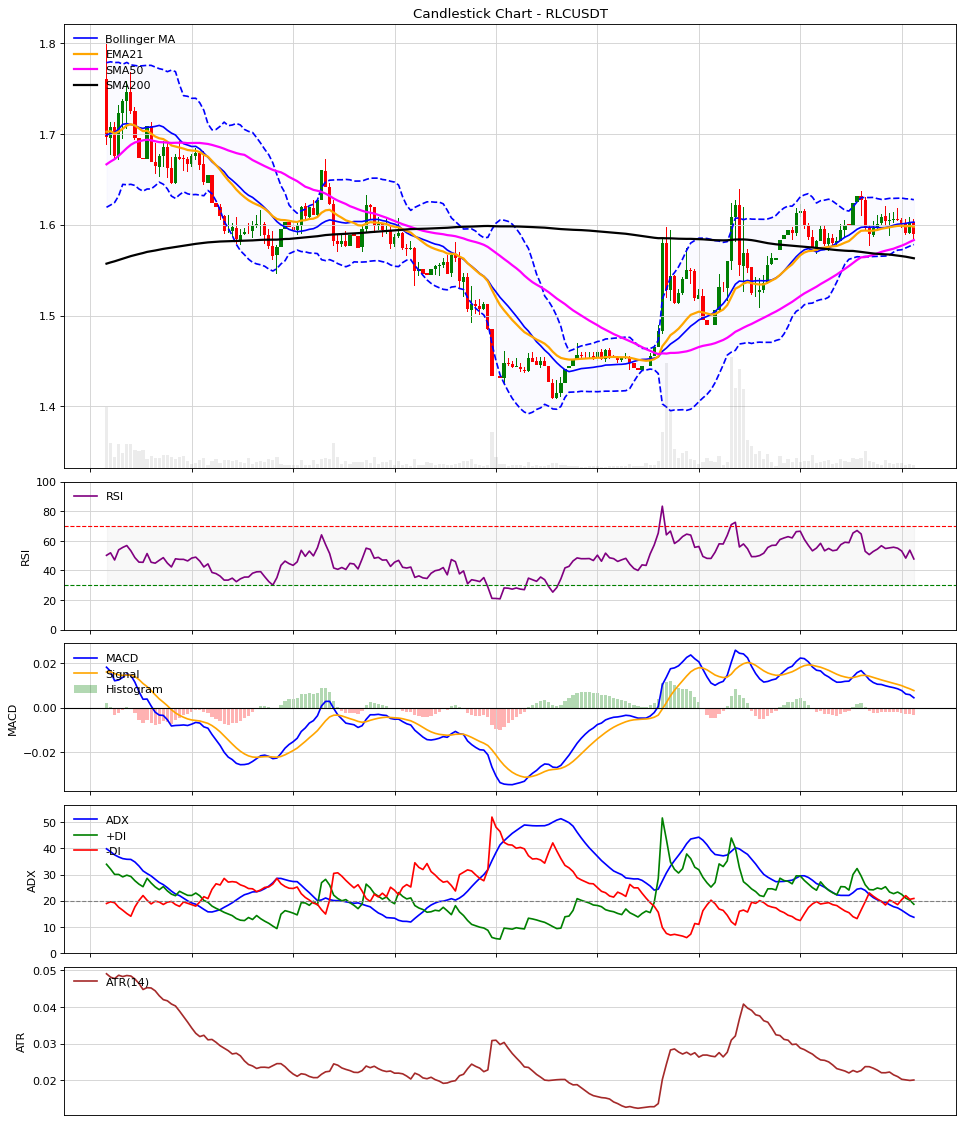 Candlestick Chart - RLCUSDT
1.8
1.7
1.6
1.5
1.4
Bollinger MA
EMA21
SMA50
SMA200
100
80
60
40
20
0
RSI
RSI
0.02
0.00
−0.02
MACD
MACD
Signal
Histogram
50
40
30
20
10
0
ADX
ADX
+DI
-DI
0.05
0.04
0.03
0.02
ATR
ATR(14)